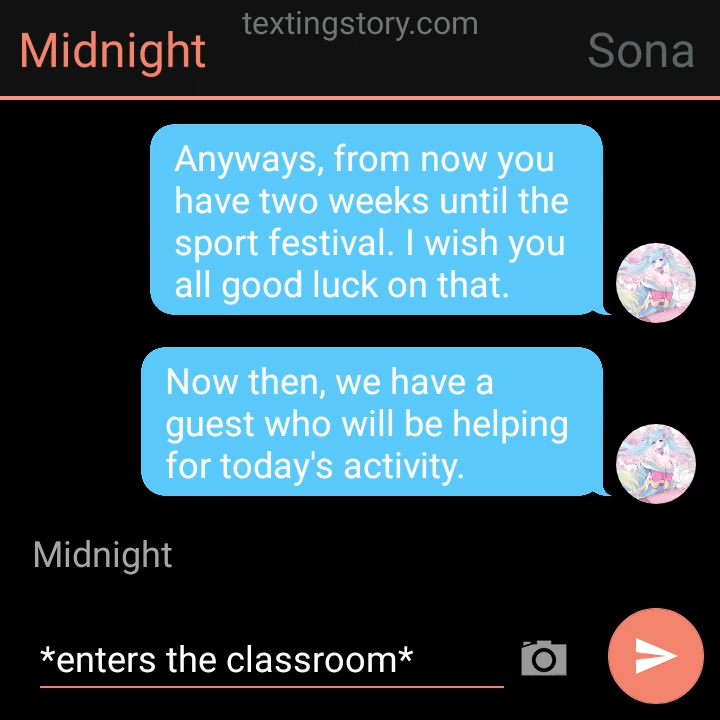 textingstory.com
Midnight
Sona
Anyways, from now you
have two weeks until the
sport festival. I wish you
all good luck on that.
Now then, we have a
guest who will be helping
for today's activity.
Midnight
*enters the classroom*